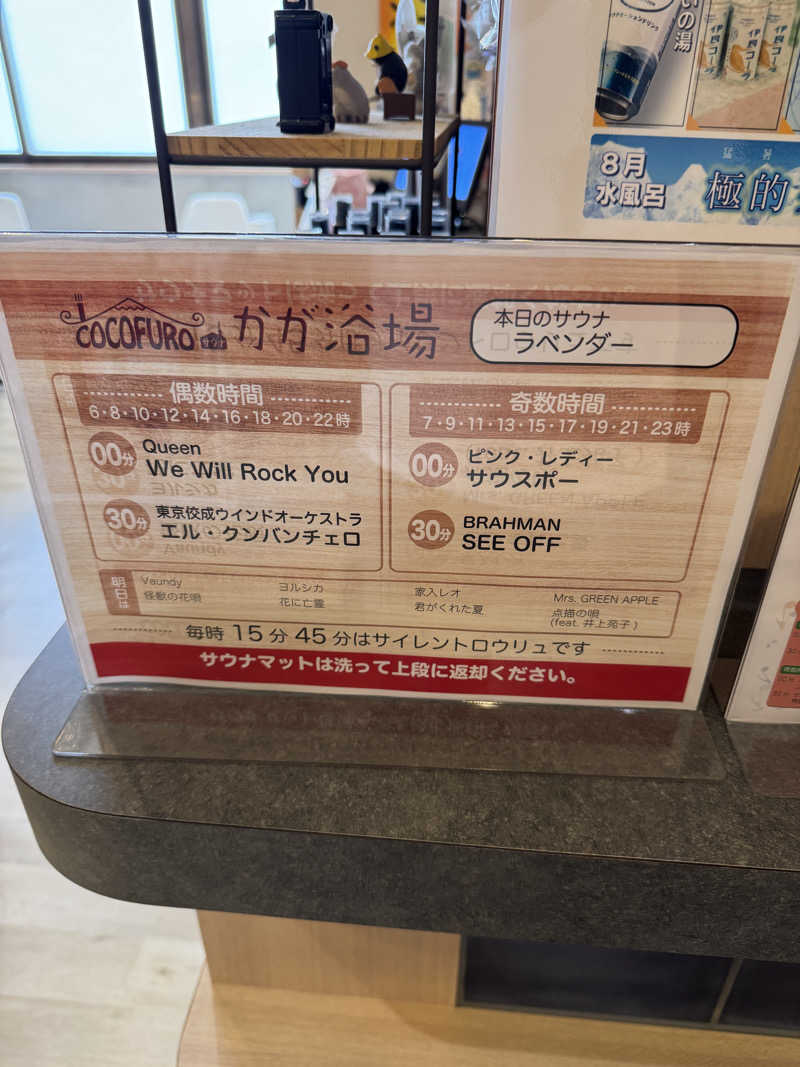 いの湯
8月
水風呂
猛暑
極的
COCOFURO かが浴場
本日のサウナ
ラベンダー
偶数時間
6・8・10・12・14・16・18・20・22時
00分 Queen
We Will Rock You
30分 東京佼成ウインドオーケストラ
エル・クンバンチェロ
奇数時間
7・9・11・13・15・17・19・21・23時
00分 ピンク・レディー
サウスポー
30分 BRAHMAN
SEE OFF
明日は
Vaundy
怪獣の花唄
ヨルシカ
花に亡霊
家入レオ
君がくれた夏
Mrs. GREEN APPLE
点描の唄
(feat. 井上苑子)
毎時 15 分 45 分はサイレントロウリュです
サウナマットは洗って上段に返却ください。